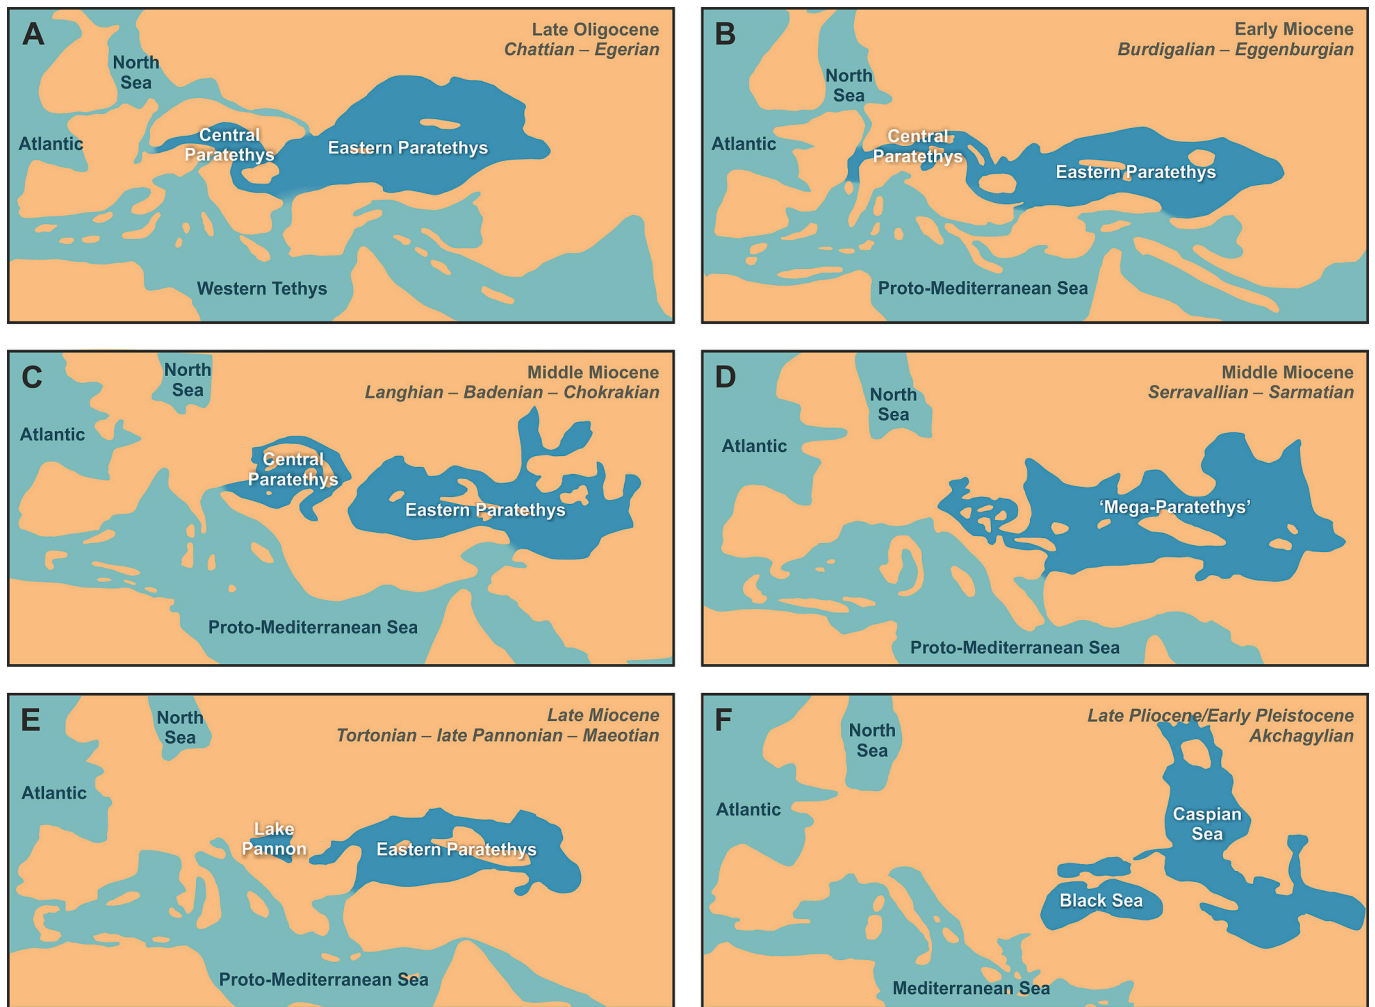 A
Late Oligocene
Chattian – Egerian
North
Sea
Atlantic
Central
Paratethys
Eastern Paratethys
Western Tethys
B
Early Miocene
Burdigalian – Eggenburgian
North
Sea
Atlantic
Central
Paratethys
Eastern Paratethys
Proto-Mediterranean Sea
C
Middle Miocene
Langhian – Badenian – Chokrakian
North
Sea
Atlantic
Central
Paratethys
Eastern Paratethys
Proto-Mediterranean Sea
D
Middle Miocene
Serravallian – Sarmatian
North
Sea
Atlantic
‘Mega-Paratethys’
Proto-Mediterranean Sea
E
Late Miocene
Tortonian – late Pannonian – Maeotian
North
Sea
Atlantic
Lake
Pannon
Eastern Paratethys
Proto-Mediterranean Sea
F
Late Pliocene/Early Pleistocene
Akchagylian
North
Sea
Atlantic
Caspian
Sea
Black Sea
Mediterranean Sea